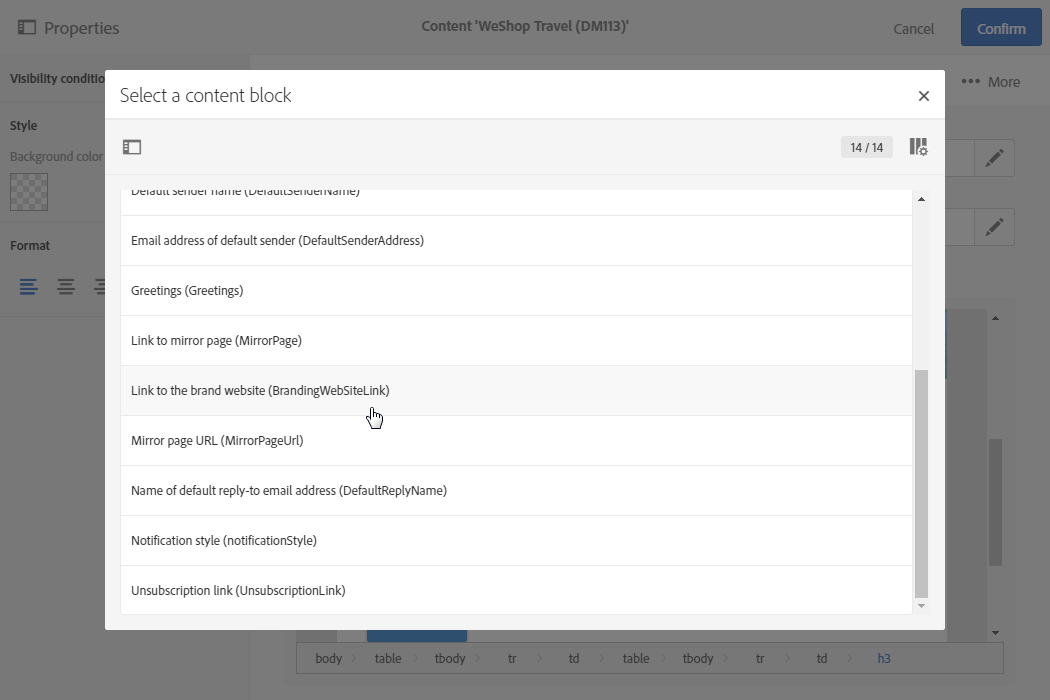 Properties
Content 'WeShop Travel (DM113)'
Cancel
Confirm
Visibility conditio
More
Select a content block
Style
14 / 14
Background color
Default sender name (DefaultSenderName)
Email address of default sender (DefaultSenderAddress)
Format
Greetings (Greetings)
Link to mirror page (MirrorPage)
Link to the brand website (BrandingWebSiteLink)
Mirror page URL (MirrorPageUrl)
Name of default reply-to email address (DefaultReplyName)
Notification style (notificationStyle)
Unsubscription link (UnsubscriptionLink)
body table tbody tr td table tbody tr td h3